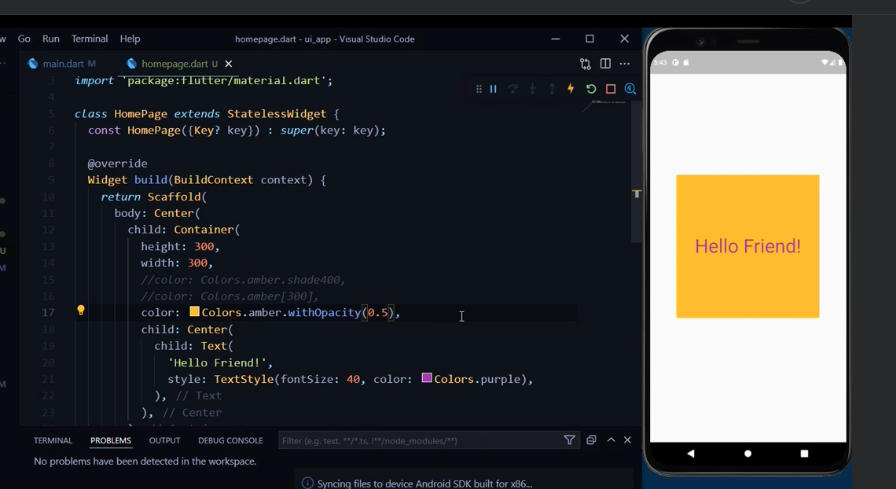 Go Run Terminal Help homepage.dart - ui_app - Visual Studio Code
main.dart M homepage.dart U
3 import 'package:flutter/material.dart';
4
5 class HomePage extends StatelessWidget {
6 const HomePage({Key? key}) : super(key: key);
7
8 @override
9 Widget build(BuildContext context) {
10 return Scaffold(
11 body: Center(
12 child: Container(
13 height: 300,
14 width: 300,
15 //color: Colors.amber.shade400,
16 //color: Colors.amber[300],
17 color: Colors.amber.withOpacity(0.5),
18 child: Center(
19 child: Text(
20 'Hello Friend!',
21 style: TextStyle(fontSize: 40, color: Colors.purple),
22 ), // Text
23 ), // Center
TERMINAL PROBLEMS OUTPUT DEBUG CONSOLE Filter (e.g. text, **/*.ts, !**/node_modules/**)
No problems have been detected in the workspace.
Syncing files to device Android SDK built for x86...
Hello Friend!